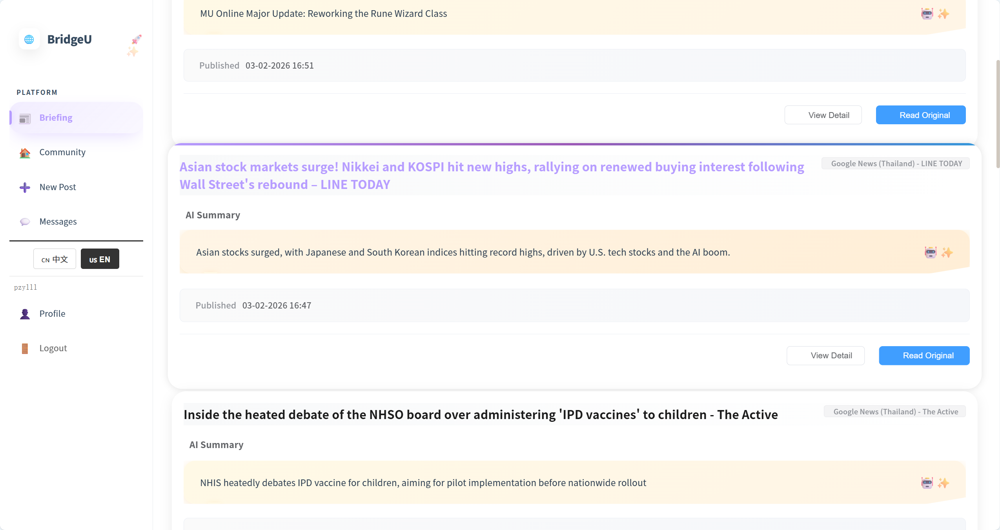 BridgeU
PLATFORM
Briefing
Community
New Post
Messages
CN 中文
US EN
pzylll
Profile
Logout
MU Online Major Update: Reworking the Rune Wizard Class
Published 03-02-2026 16:51
View Detail
Read Original
Asian stock markets surge! Nikkei and KOSPI hit new highs, rallying on renewed buying interest following
Wall Street's rebound – LINE TODAY
Google News (Thailand) - LINE TODAY
AI Summary
Asian stocks surged, with Japanese and South Korean indices hitting record highs, driven by U.S. tech stocks and the AI boom.
Published 03-02-2026 16:47
View Detail
Read Original
Inside the heated debate of the NHSO board over administering 'IPD vaccines' to children - The Active
Google News (Thailand) - The Active
AI Summary
NHIS heatedly debates IPD vaccine for children, aiming for pilot implementation before nationwide rollout